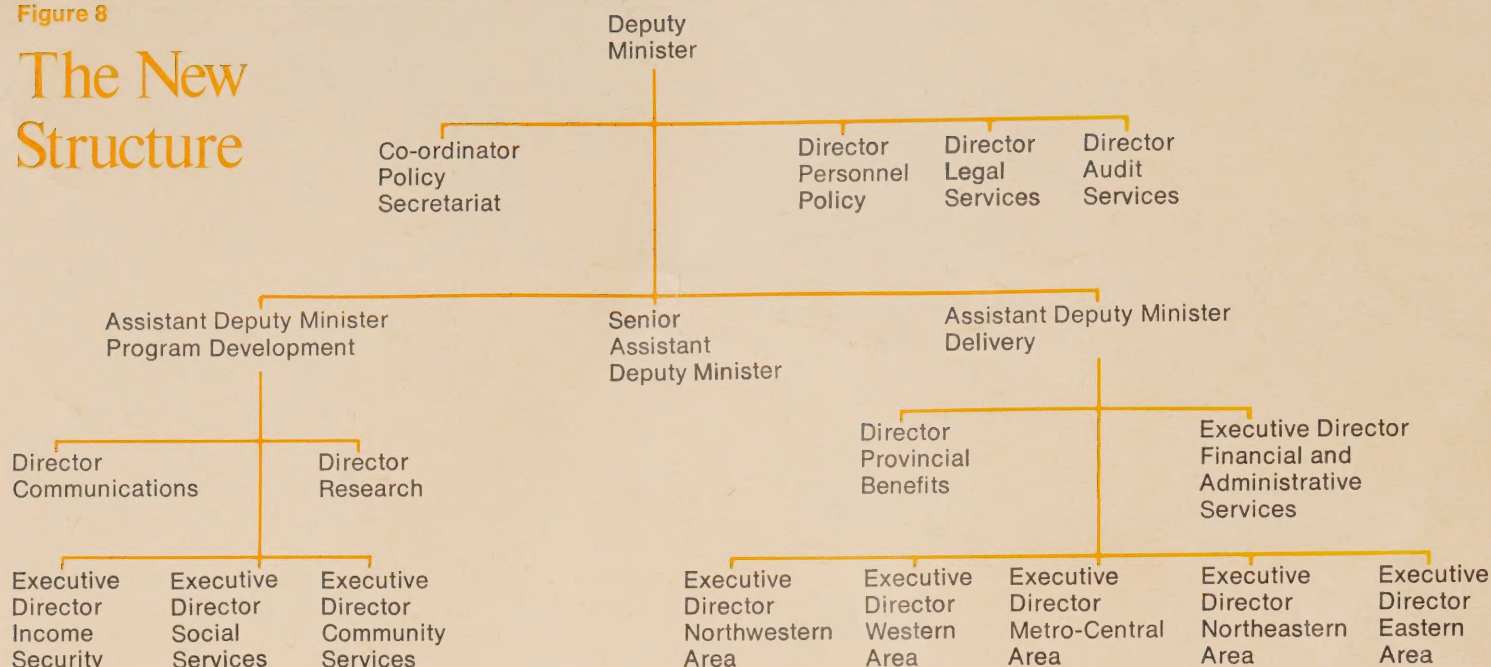 Figure 8
The New
Structure
Deputy
Minister
Co-ordinator
Policy
Secretariat
Director
Personnel
Policy
Director
Legal
Services
Director
Audit
Services
Assistant Deputy Minister
Program Development
Senior
Assistant
Deputy Minister
Assistant Deputy Minister
Delivery
Director
Communications
Director
Research
Director
Provincial
Benefits
Executive Director
Financial and
Administrative
Services
Executive
Director
Income
Security
Executive
Director
Social
Services
Executive
Director
Community
Services
Executive
Director
Northwestern
Area
Executive
Director
Western
Area
Executive
Director
Metro-Central
Area
Executive
Director
Northeastern
Area
Executive
Director
Eastern
Area